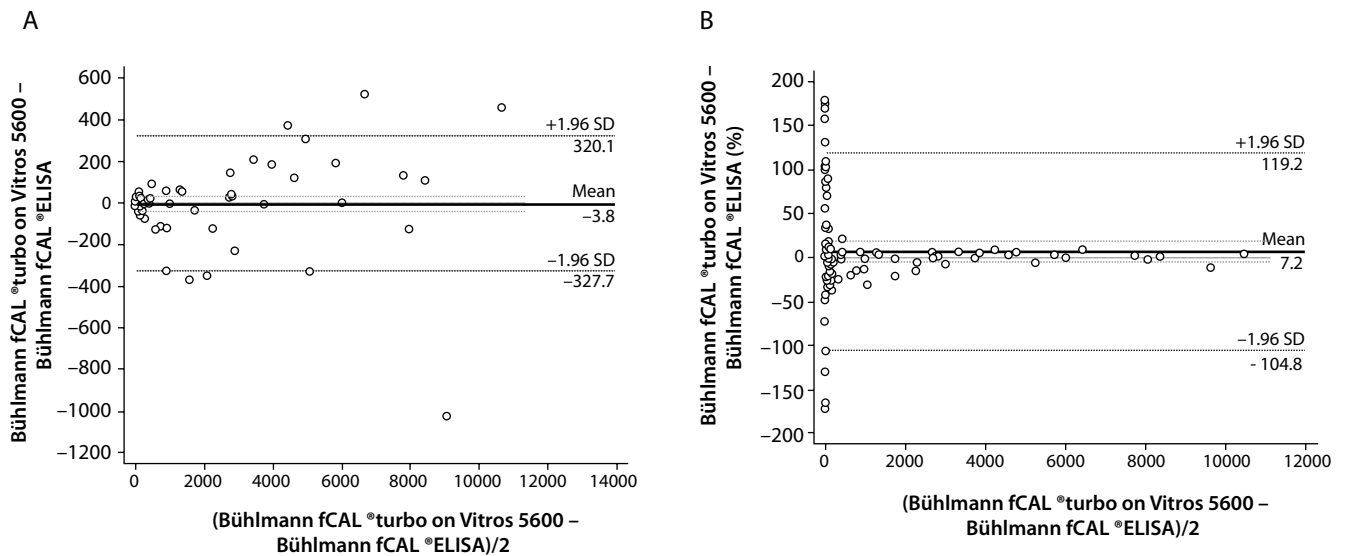 A
Bühlmann fCAL ®turbo on Vitros 5600 –
Bühlmann fCAL ®ELISA
600
400
200
0
−200
−400
−600
−800
−1000
−1200
+1.96 SD
320.1
Mean
−3.8
−1.96 SD
−327.7
0 2000 4000 6000 8000 10000 12000 14000
(Bühlmann fCAL ®turbo on Vitros 5600 –
Bühlmann fCAL ®ELISA)/2
B
Bühlmann fCAL ®turbo on Vitros 5600 –
Bühlmann fCAL ®ELISA (%)
200
150
100
50
0
−50
−100
−150
−200
+1.96 SD
119.2
Mean
7.2
−1.96 SD
- 104.8
0 2000 4000 6000 8000 10000 12000
(Bühlmann fCAL ®turbo on Vitros 5600 –
Bühlmann fCAL ®ELISA)/2